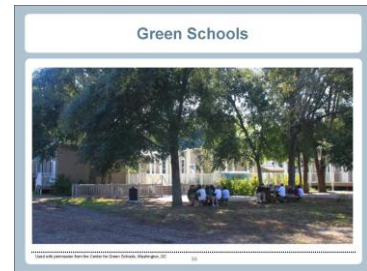 Green Schools
Used with permission from the Center for Green Schools, Washington, DC